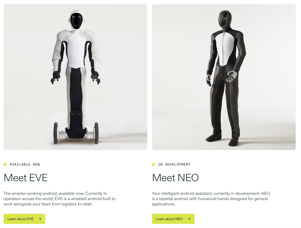 AVAILABLE NOW
Meet EVE
The smarter working android, available now. Currently in
operation across the world, EVE is a wheeled android built to
work alongside your team from logistics to retail.
Learn about EVE
IN DEVELOPMENT
Meet NEO
Your intelligent android assistant, currently in development. NEO
is a bipedal android with humanoid hands designed for general
applications.
Learn about NEO